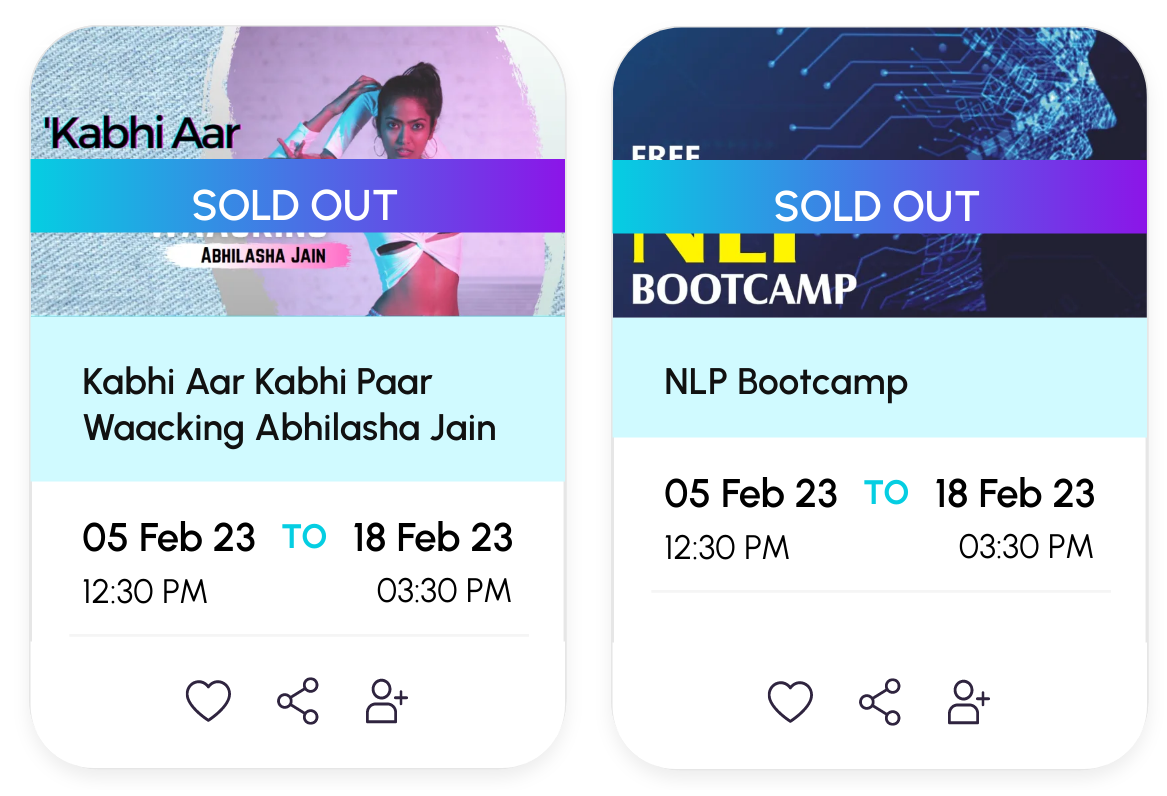 'Kabhi Aar
SOLD OUT
ABHILASHA JAIN
Kabhi Aar Kabhi Paar
Waacking Abhilasha Jain
05 Feb 23 TO 18 Feb 23
12:30 PM 03:30 PM
FREE
SOLD OUT
NLP
BOOTCAMP
NLP Bootcamp
05 Feb 23 TO 18 Feb 23
12:30 PM 03:30 PM